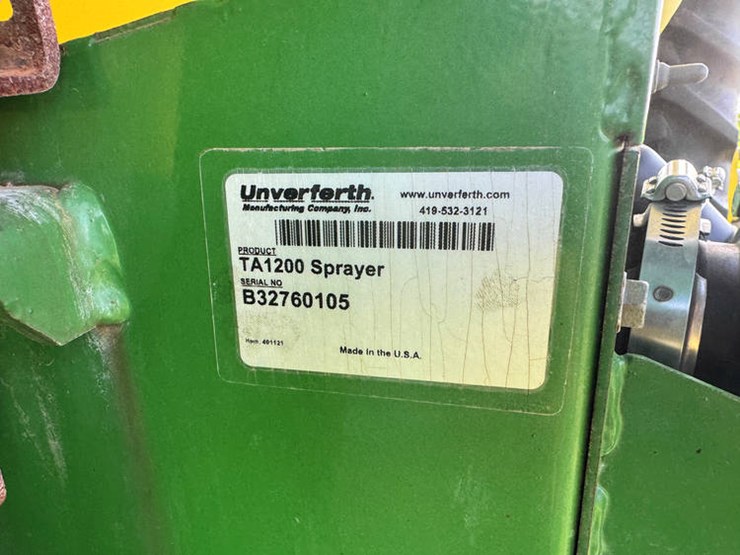 Unverferth.
Manufacturing Company, Inc.
www.unverferth.com
419-532-3121
PRODUCT
TA1200 Sprayer
SERIAL NO
B32760105
Made in the U.S.A.